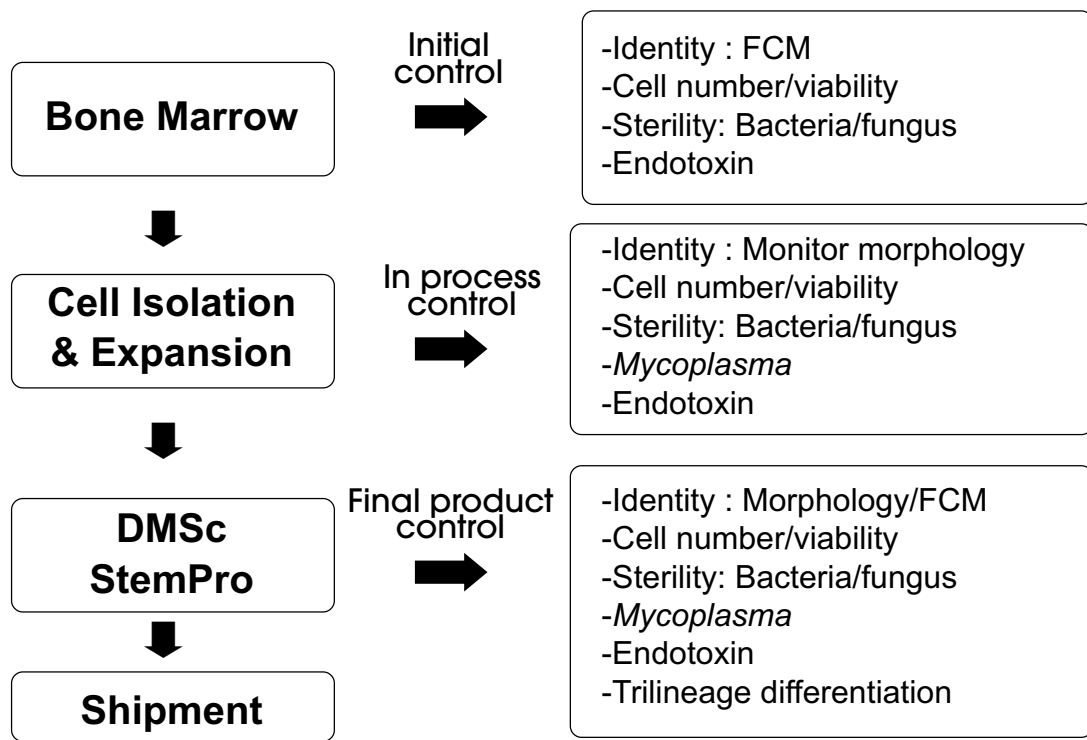 Bone Marrow
Initial
control
-Identity : FCM
-Cell number/viability
-Sterility: Bacteria/fungus
-Endotoxin
Cell Isolation
& Expansion
In process
control
-Identity : Monitor morphology
-Cell number/viability
-Sterility: Bacteria/fungus
-Mycoplasma
-Endotoxin
DMSc
StemPro
Final product
control
-Identity : Morphology/FCM
-Cell number/viability
-Sterility: Bacteria/fungus
-Mycoplasma
-Endotoxin
-Trilineage differentiation
Shipment